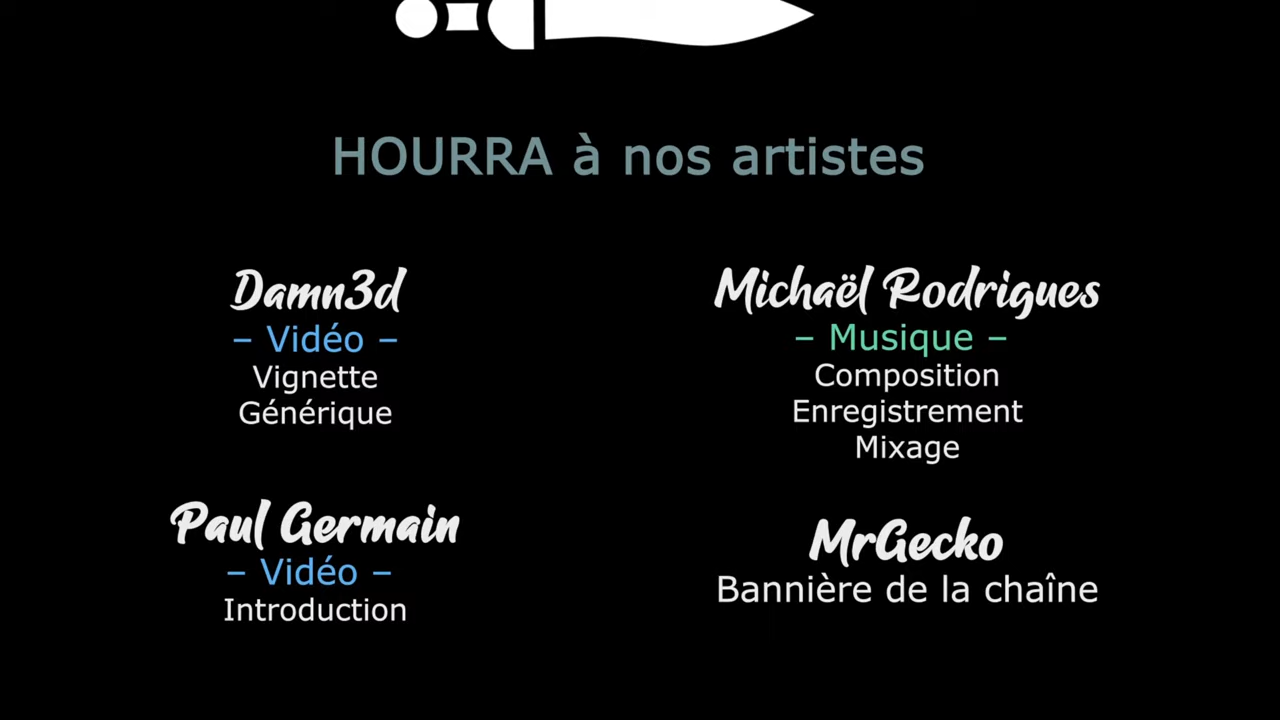 HOURRA à nos artistes
Damn3d
– Vidéo –
Vignette
Générique
Michaël Rodrigues
– Musique –
Composition
Enregistrement
Mixage
Paul Germain
– Vidéo –
Introduction
MrGecko
Bannière de la chaîne